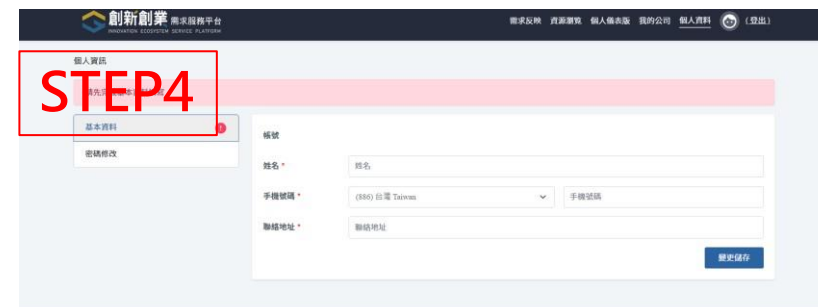 創新創業 需求服務平台
INNOVATION ECOSYSTEM SERVICE PLATFORM
需求反映 資源瀏覽 個人儀表版 我的公司 個人資料 (登出)
個人資訊
STEP4
基本資料
密碼修改
帳號
姓名 * 姓名
手機號碼 * (886) 台灣 Taiwan 手機號碼
聯絡地址 * 聯絡地址
變更儲存